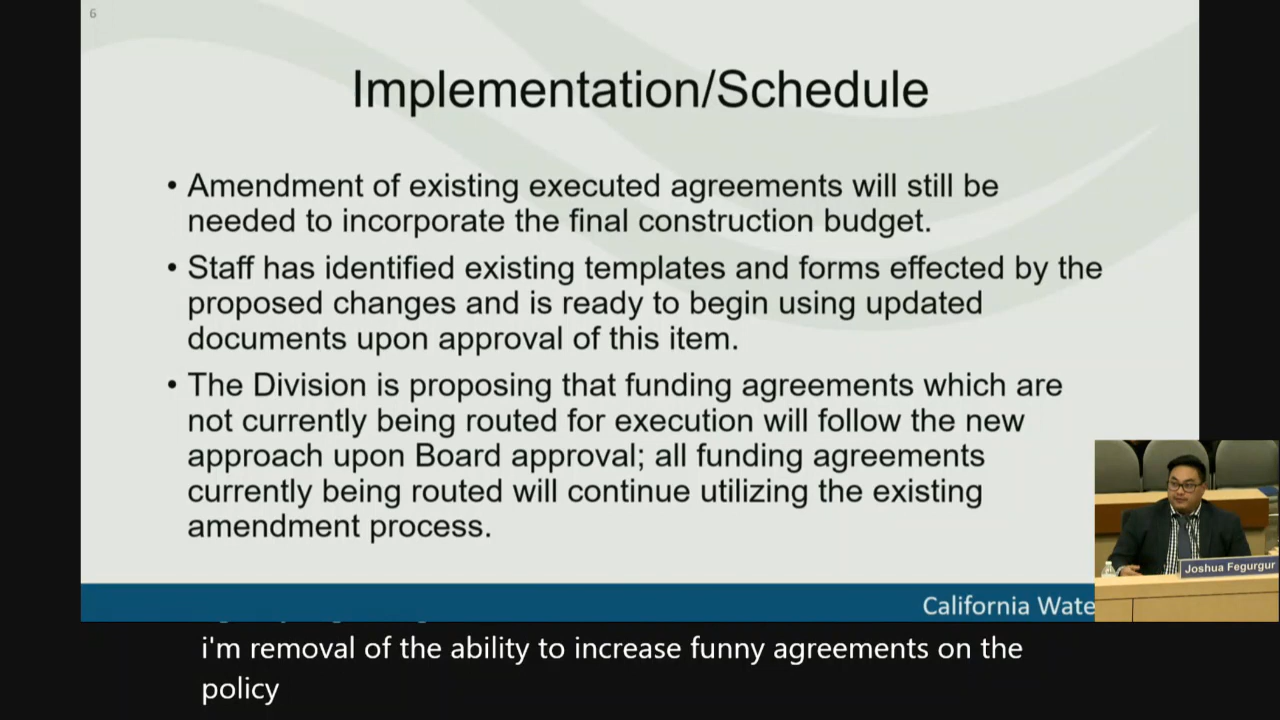 6
Implementation/Schedule
• Amendment of existing executed agreements will still be
needed to incorporate the final construction budget.
• Staff has identified existing templates and forms effected by the
proposed changes and is ready to begin using updated
documents upon approval of this item.
• The Division is proposing that funding agreements which are
not currently being routed for execution will follow the new
approach upon Board approval; all funding agreements
currently being routed will continue utilizing the existing
amendment process.
Joshua Fegurgur
California Wate
i'm removal of the ability to increase funny agreements on the
policy